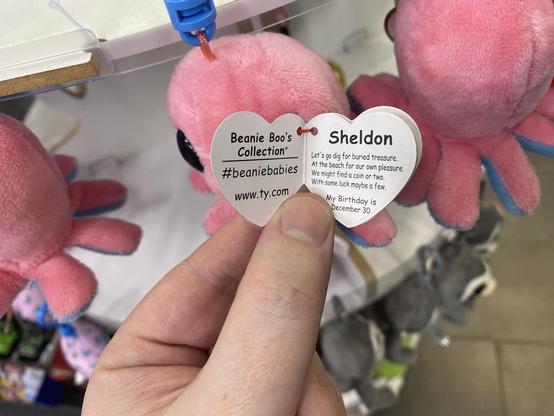 Beanie Boo's
Collection®
#beaniebabies
www.ty.com
Sheldon
Let's go dig for buried treasure.
At the beach for our own pleasure.
We might find a coin or two.
With some luck maybe a few.
My Birthday is
December 30